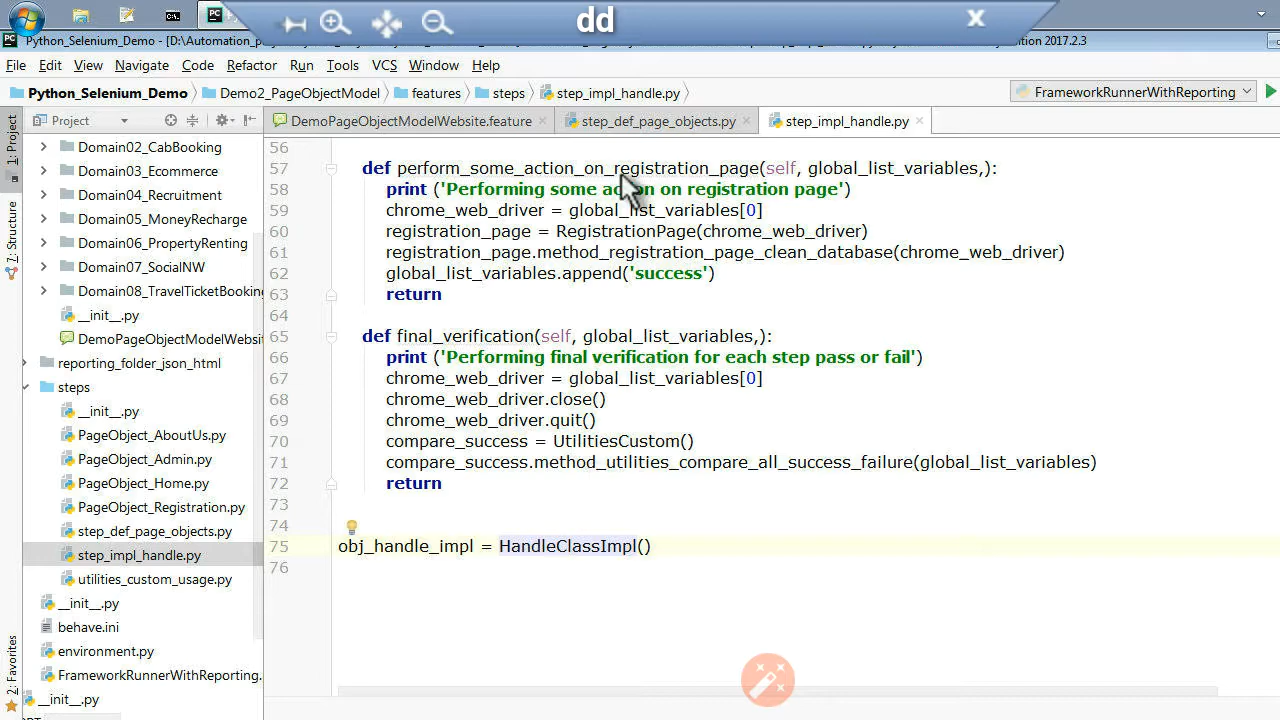 dd
X
Python_Selenium_Demo - [D:\Automation_
ition 2017.2.3
File Edit View Navigate Code Refactor Run Tools VCS Window Help
Python_Selenium_Demo Demo2_PageObjectModel features steps step_impl_handle.py FrameworkRunnerWithReporting
Project DemoPageObjectModelWebsite.feature step_def_page_objects.py step_impl_handle.py
1: Project
7: Structure
2: Favorites
Domain02_CabBooking
Domain03_Ecommerce
Domain04_Recruitment
Domain05_MoneyRecharge
Domain06_PropertyRenting
Domain07_SocialNW
Domain08_TravelTicketBookin
__init__.py
DemoPageObjectModelWebsi
reporting_folder_json_html
steps
__init__.py
PageObject_AboutUs.py
PageObject_Admin.py
PageObject_Home.py
PageObject_Registration.py
step_def_page_objects.py
step_impl_handle.py
utilities_custom_usage.py
__init__.py
behave.ini
environment.py
FrameworkRunnerWithReporting.
__init__.py
56
57 def perform_some_action_on_registration_page(self, global_list_variables,):
58 print ('Performing some action on registration page')
59 chrome_web_driver = global_list_variables[0]
60 registration_page = RegistrationPage(chrome_web_driver)
61 registration_page.method_registration_page_clean_database(chrome_web_driver)
62 global_list_variables.append('success')
63 return
64
65 def final_verification(self, global_list_variables,):
66 print ('Performing final verification for each step pass or fail')
67 chrome_web_driver = global_list_variables[0]
68 chrome_web_driver.close()
69 chrome_web_driver.quit()
70 compare_success = UtilitiesCustom()
71 compare_success.method_utilities_compare_all_success_failure(global_list_variables)
72 return
73
74
75 obj_handle_impl = HandleClassImpl()
76